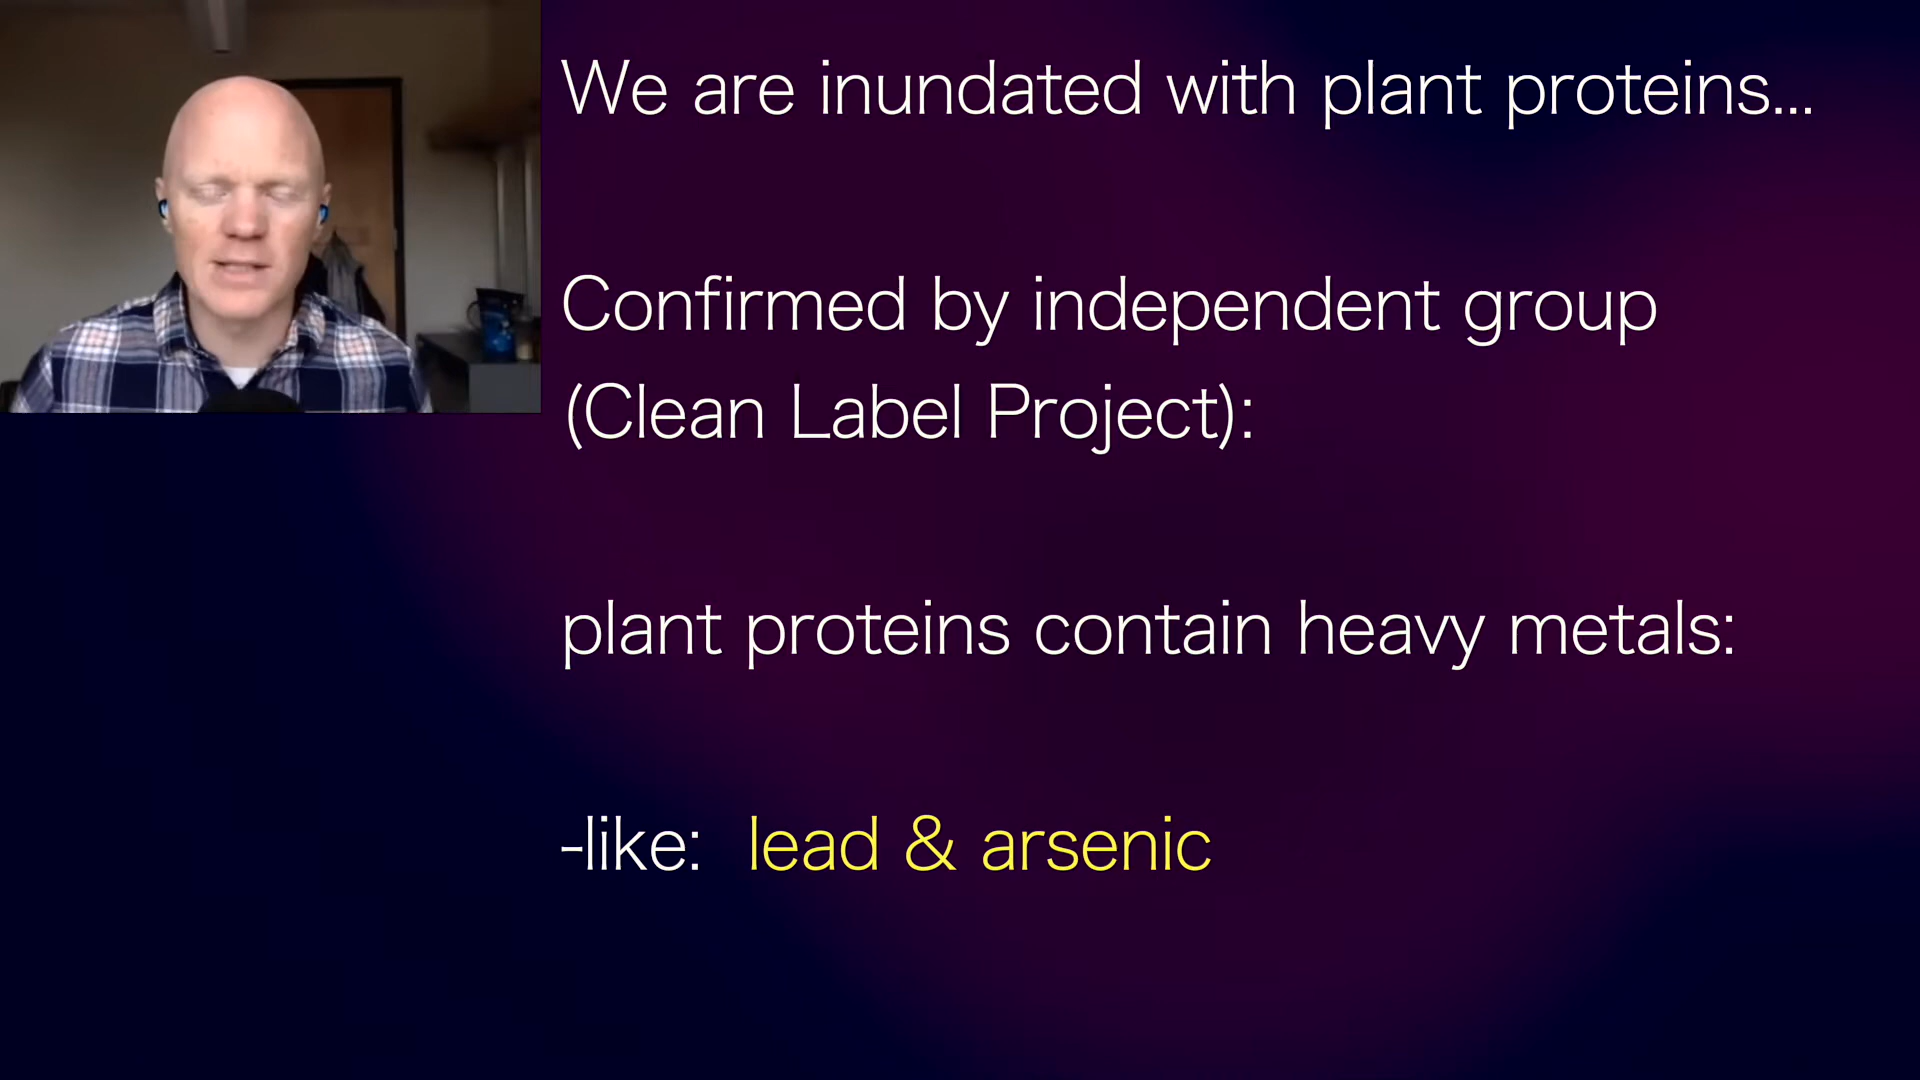 We are inundated with plant proteins...
Confirmed by independent group
(Clean Label Project):
plant proteins contain heavy metals:
-like: lead & arsenic